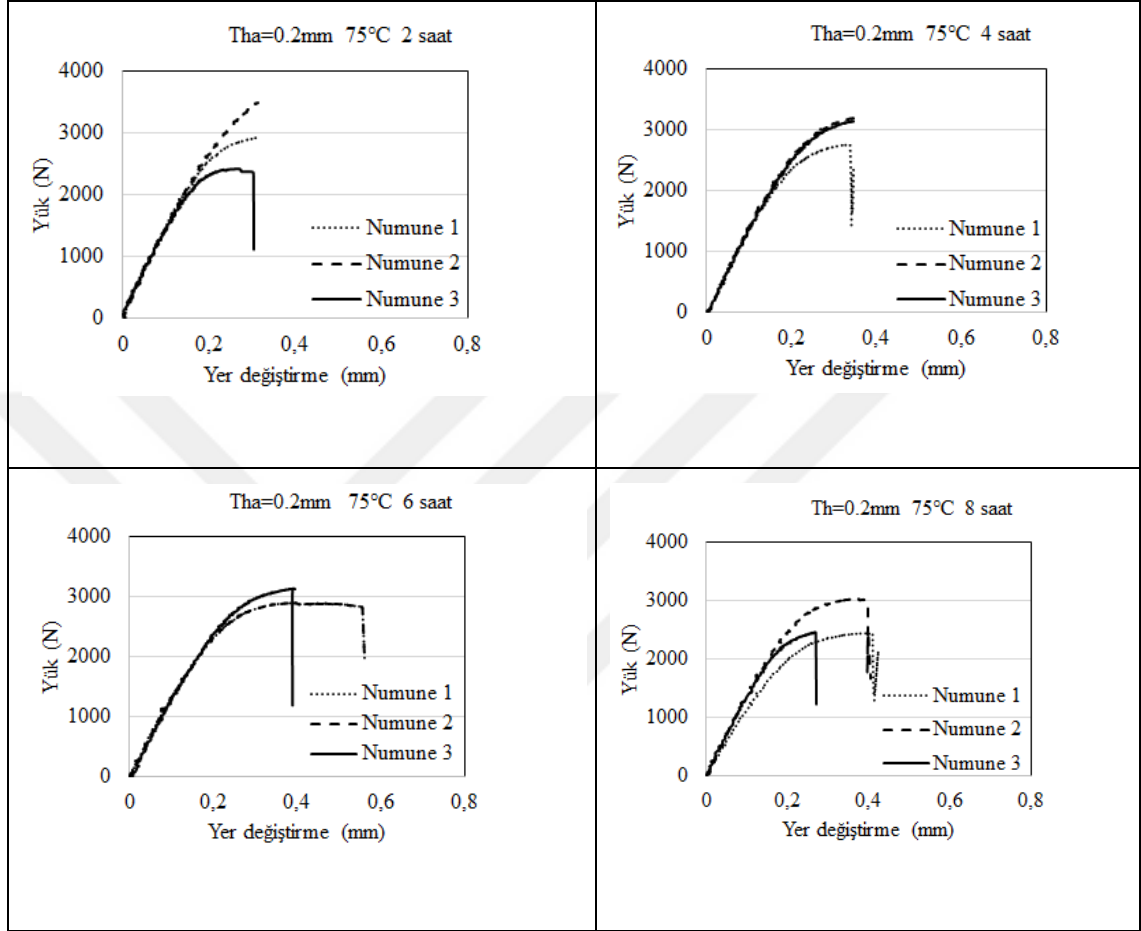 Tha=0.2mm 75°C 2 saat
4000
3000
2000
1000
0
Yük (N)
Numune 1
Numune 2
Numune 3
0 0,2 0,4 0,6 0,8
Yer değiştirme (mm)
Tha=0.2mm 75°C 4 saat
4000
3000
2000
1000
0
Yük (N)
Numune 1
Numune 2
Numune 3
0 0,2 0,4 0,6 0,8
Yer değiştirme (mm)
Tha=0.2mm 75°C 6 saat
4000
3000
2000
1000
0
Yük (N)
Numune 1
Numune 2
Numune 3
0 0,2 0,4 0,6 0,8
Yer değiştirme (mm)
Th=0.2mm 75°C 8 saat
4000
3000
2000
1000
0
Yük (N)
Numune 1
Numune 2
Numune 3
0 0,2 0,4 0,6 0,8
Yer değiştirme (mm)